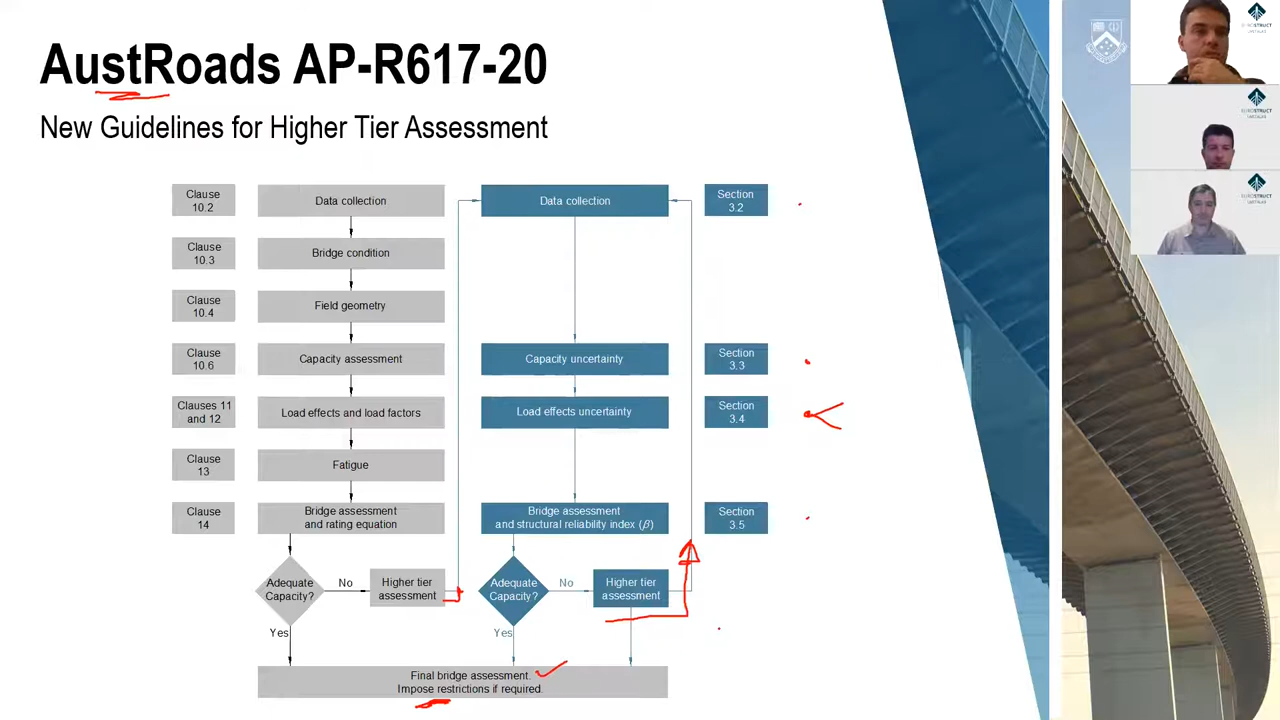 AustRoads AP-R617-20
New Guidelines for Higher Tier Assessment
Clause
10.2
Data collection
Data collection
Section
3.2
Clause
10.3
Bridge condition
Clause
10.4
Field geometry
Clause
10.6
Capacity assessment
Capacity uncertainty
Section
3.3
Clauses 11
and 12
Load effects and load factors
Load effects uncertainty
Section
3.4
Clause
13
Fatigue
Clause
14
Bridge assessment
and rating equation
Bridge assessment
and structural reliability index (β)
Section
3.5
Adequate
Capacity?
No
Higher tier
assessment
Adequate
Capacity?
No
Higher tier
assessment
Yes
Yes
Final bridge assessment.
Impose restrictions if required.
EUROSTRUCT
EUROSTRUCT
EUROSTRUCT